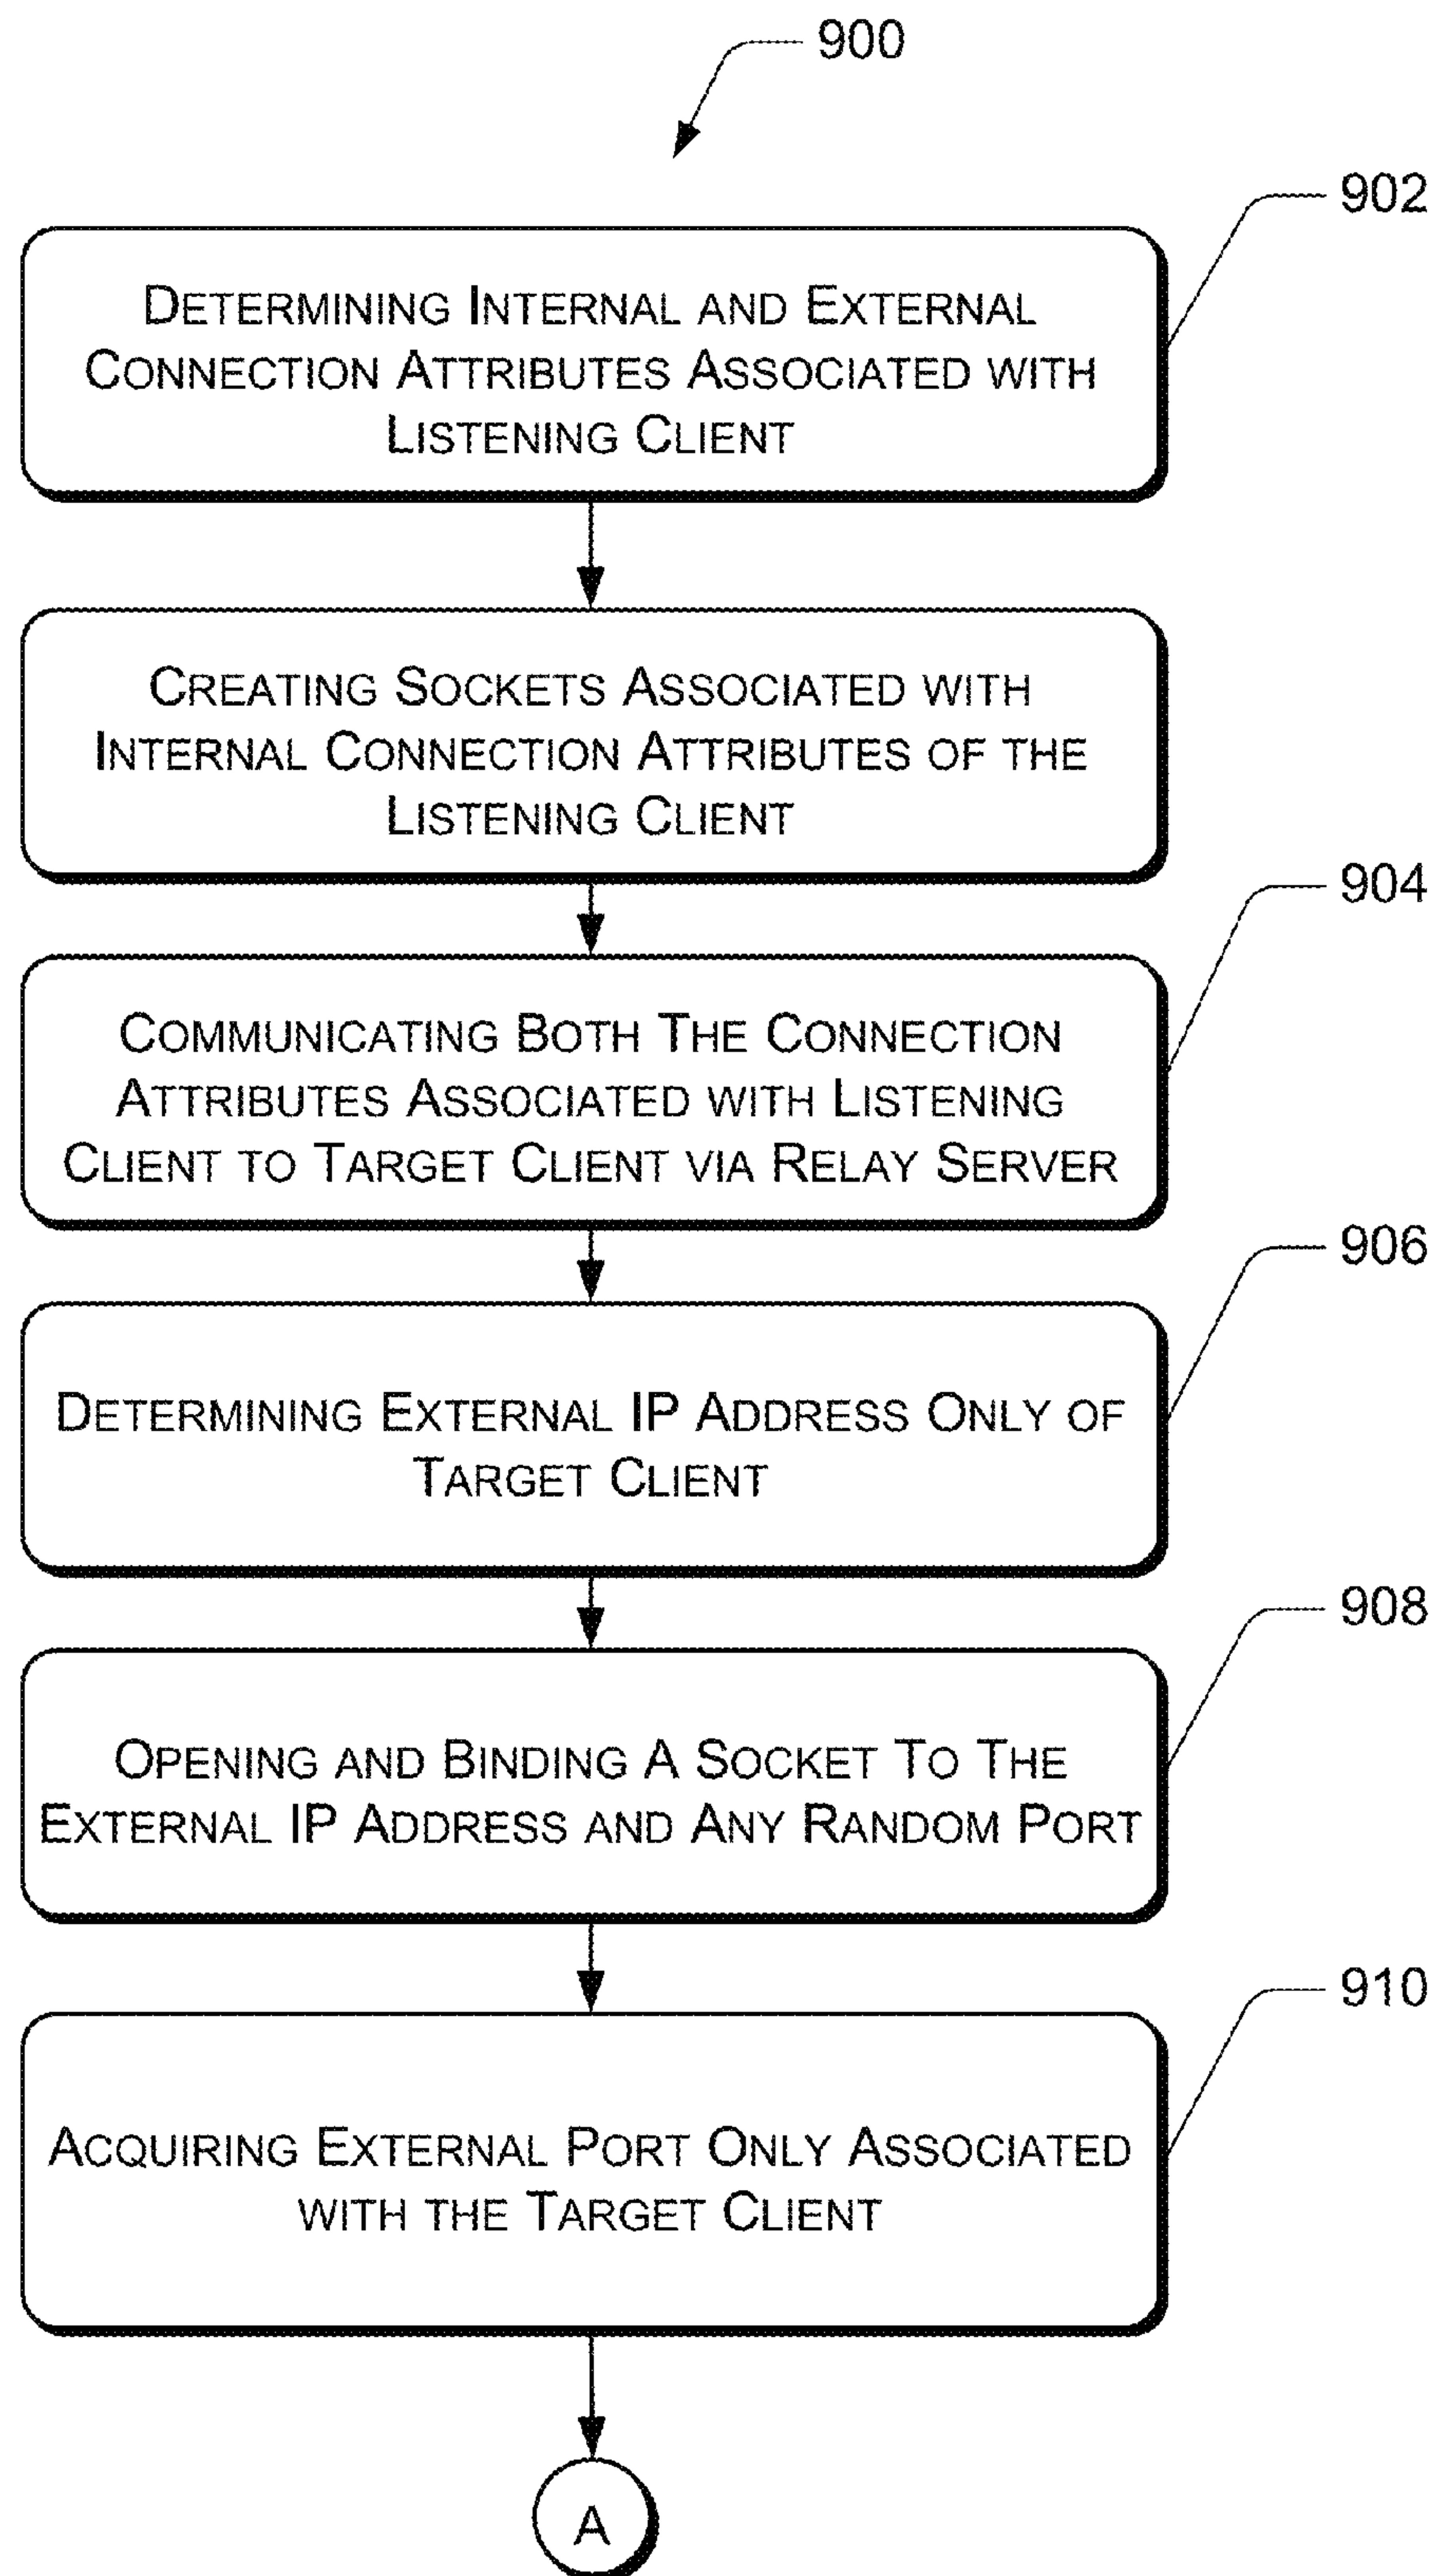 900
902
DETERMINING INTERNAL AND EXTERNAL
CONNECTION ATTRIBUTES ASSOCIATED WITH
LISTENING CLIENT
CREATING SOCKETS ASSOCIATED WITH
INTERNAL CONNECTION ATTRIBUTES OF THE
LISTENING CLIENT
904
COMMUNICATING BOTH THE CONNECTION
ATTRIBUTES ASSOCIATED WITH LISTENING
CLIENT TO TARGET CLIENT VIA RELAY SERVER
906
DETERMINING EXTERNAL IP ADDRESS ONLY OF
TARGET CLIENT
908
OPENING AND BINDING A SOCKET TO THE
EXTERNAL IP ADDRESS AND ANY RANDOM PORT
910
ACQUIRING EXTERNAL PORT ONLY ASSOCIATED
WITH THE TARGET CLIENT
A